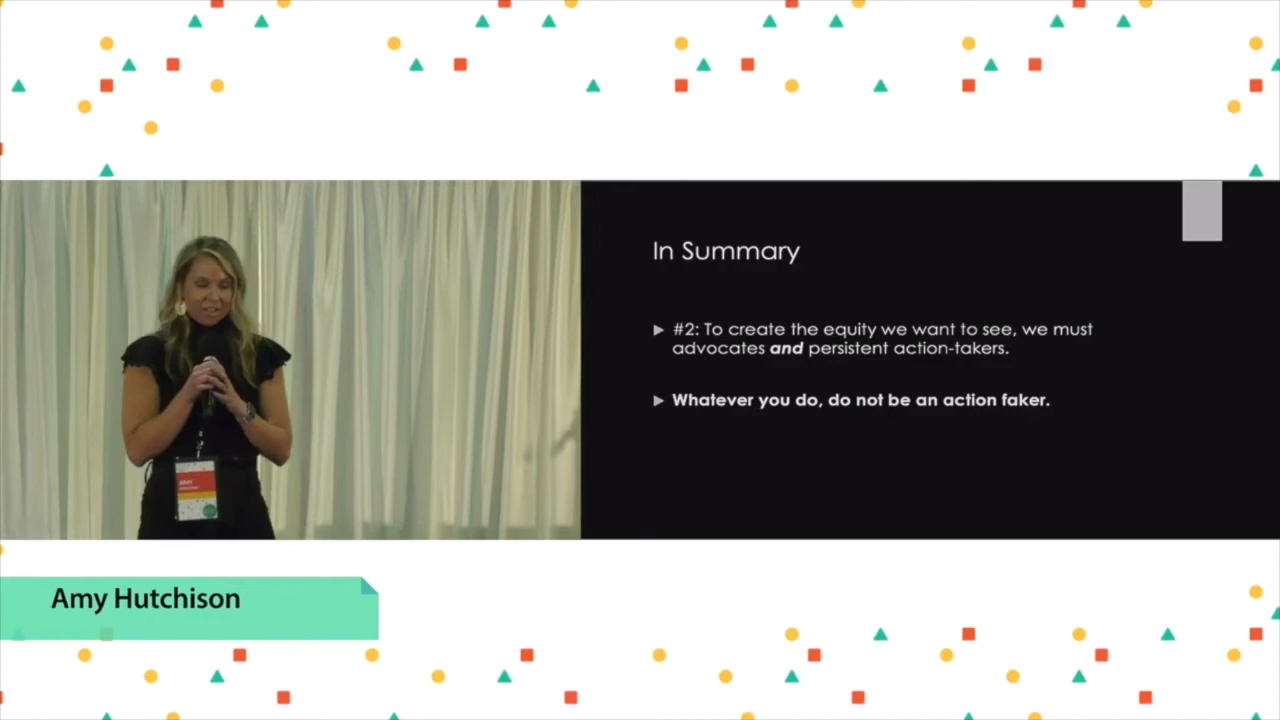 In Summary
#2: To create the equity we want to see, we must
advocates and persistent action-takers.
Whatever you do, do not be an action faker.
AMY
Amy Hutchison